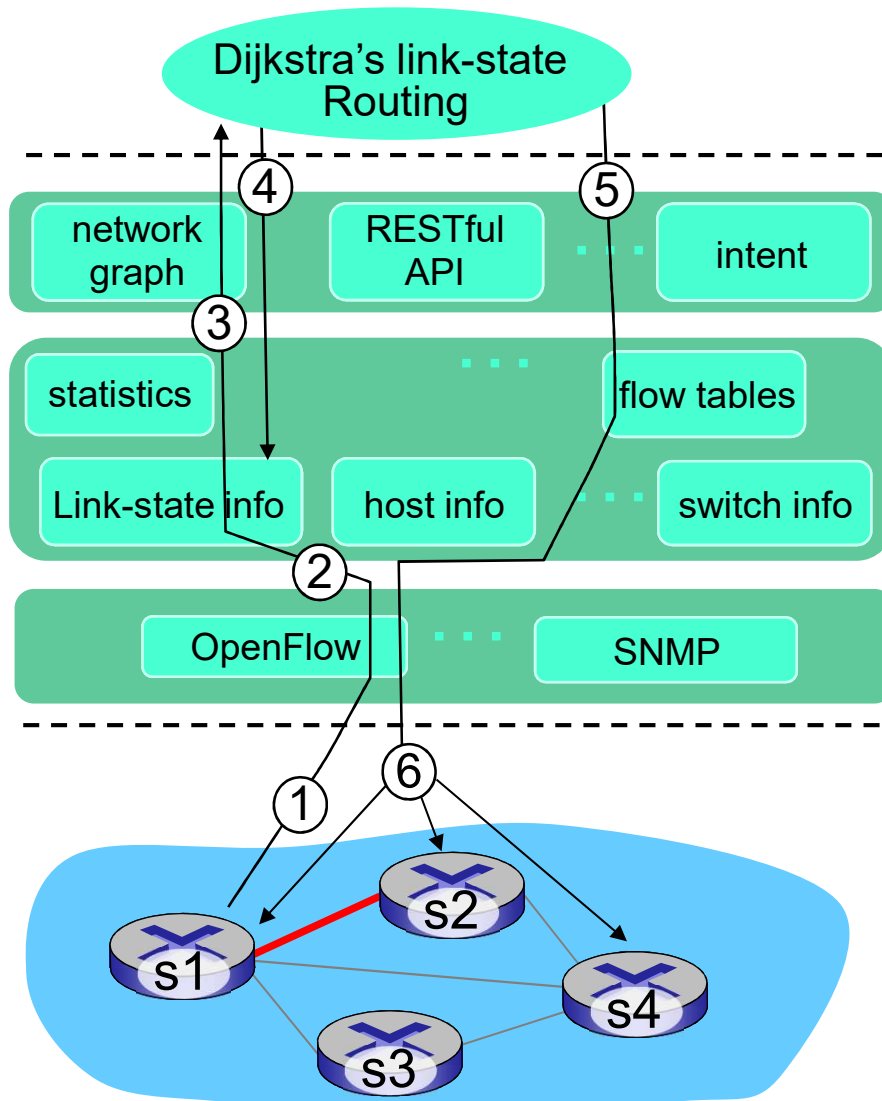 Dijkstra’s link-state
Routing
4
5
network
graph
RESTful
API
intent
3
statistics
flow tables
Link-state info
host info
switch info
2
OpenFlow
SNMP
1
6
s2
s1
s4
s3